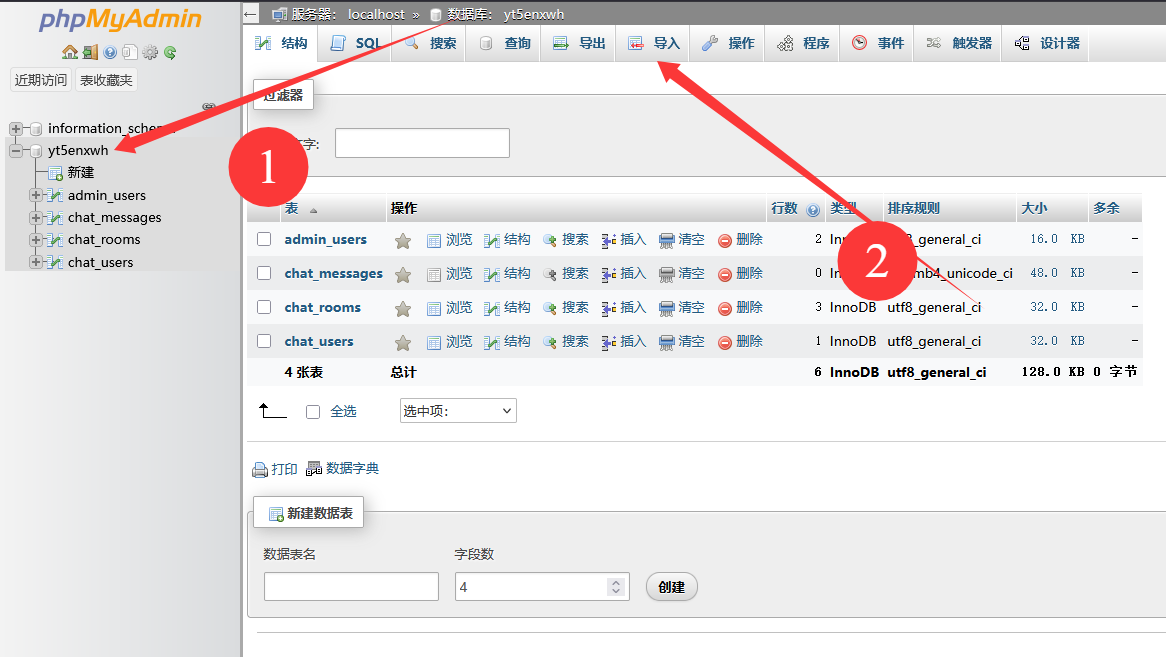 phpMyAdmin
近期访问 表收藏夹
information_sche
yt5enxwh
新建
admin_users
chat_messages
chat_rooms
chat_users
服务器: localhost » 数据库: yt5enxwh
结构 SQL 搜索 查询 导出 导入 操作 程序 事件 触发器 设计器
过滤器
字:
1
2
表 操作 行数 类型 排序规则 大小 多余
admin_users 浏览 结构 搜索 插入 清空 删除 2 utf8_general_ci 16.0 KB -
chat_messages 浏览 结构 搜索 插入 清空 删除 0 mb4_unicode_ci 48.0 KB -
chat_rooms 浏览 结构 搜索 插入 清空 删除 3 InnoDB utf8_general_ci 32.0 KB -
chat_users 浏览 结构 搜索 插入 清空 删除 1 InnoDB utf8_general_ci 32.0 KB -
4 张表 总计 6 InnoDB utf8_general_ci 128.0 KB 0 字节
全选 选中项:
打印 数据字典
新建数据表
数据表名 字段数
4 创建